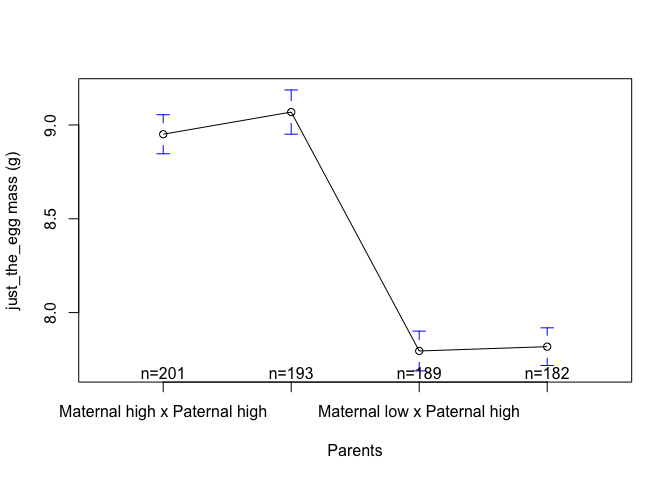 just_the_egg mass (g)
9.0
8.5
8.0
n=201 n=193 n=189 n=182
Maternal high x Paternal high Maternal low x Paternal high
Parents